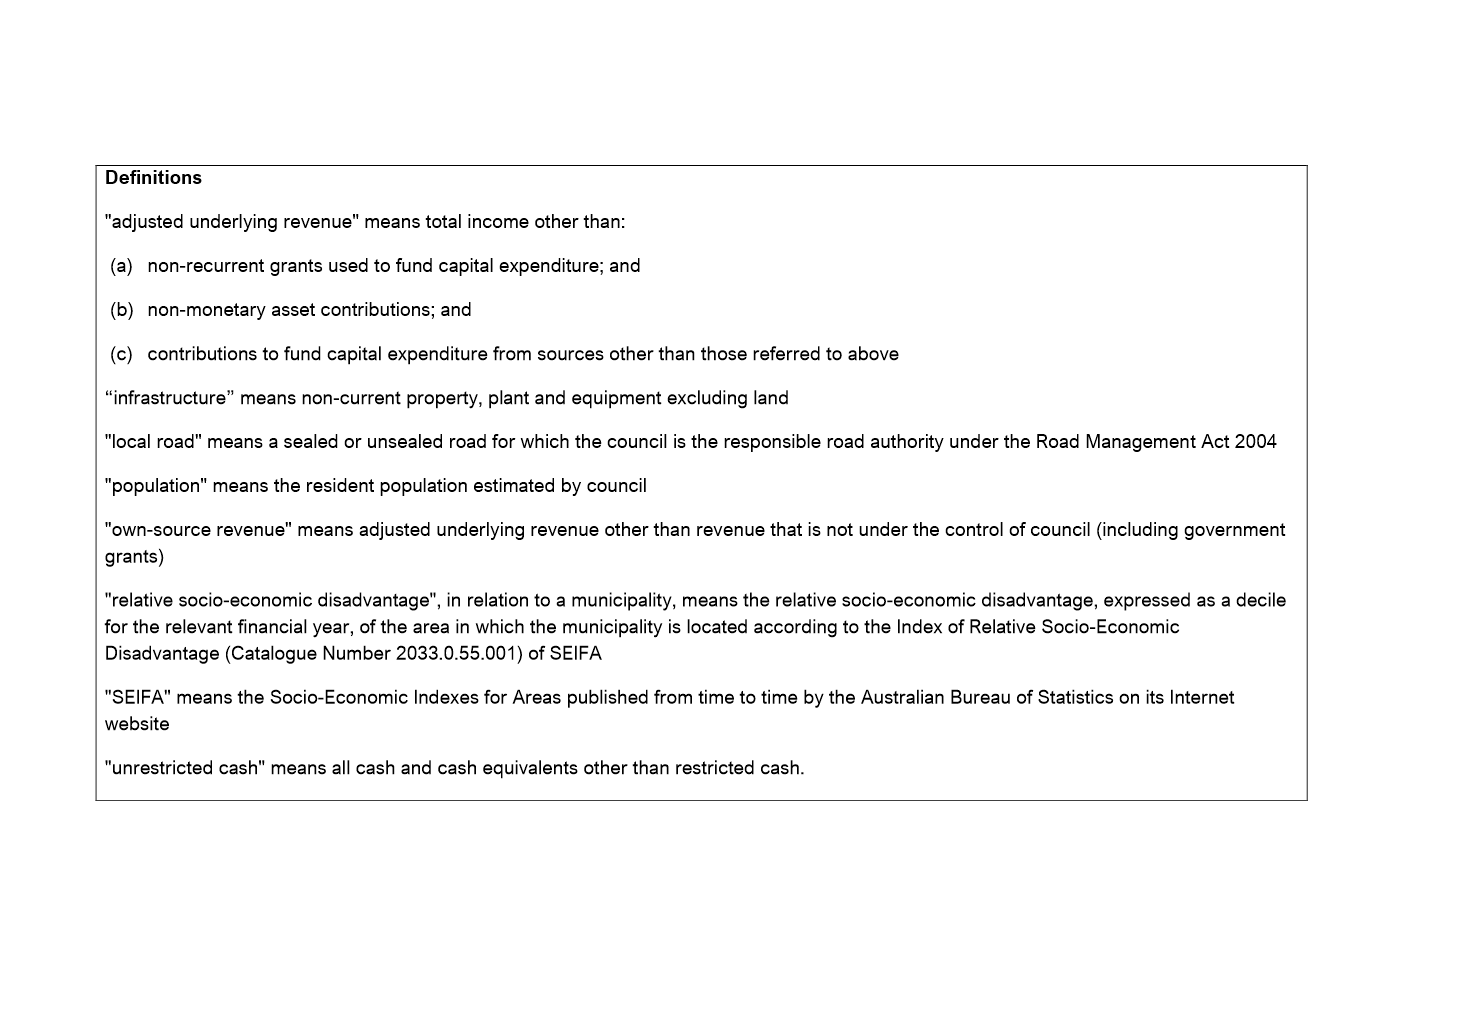 Definitions
"adjusted underlying revenue" means total income other than:
(a) non-recurrent grants used to fund capital expenditure; and
(b) non-monetary asset contributions; and
(c) contributions to fund capital expenditure from sources other than those referred to above
“infrastructure” means non-current property, plant and equipment excluding land
"local road" means a sealed or unsealed road for which the council is the responsible road authority under the Road Management Act 2004
"population" means the resident population estimated by council
"own-source revenue" means adjusted underlying revenue other than revenue that is not under the control of council (including government
grants)
"relative socio-economic disadvantage", in relation to a municipality, means the relative socio-economic disadvantage, expressed as a decile
for the relevant financial year, of the area in which the municipality is located according to the Index of Relative Socio-Economic
Disadvantage (Catalogue Number 2033.0.55.001) of SEIFA
"SEIFA" means the Socio-Economic Indexes for Areas published from time to time by the Australian Bureau of Statistics on its Internet
website
"unrestricted cash" means all cash and cash equivalents other than restricted cash.